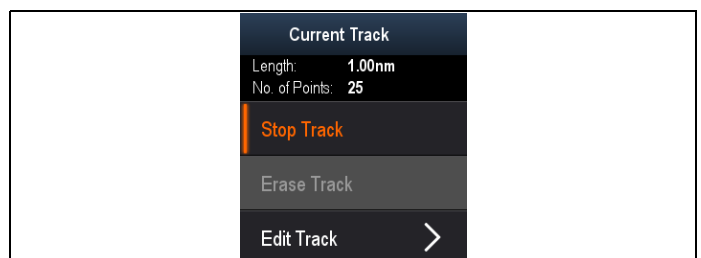 Current Track
Length: 1.00nm
No. of Points: 25
Stop Track
Erase Track
Edit Track